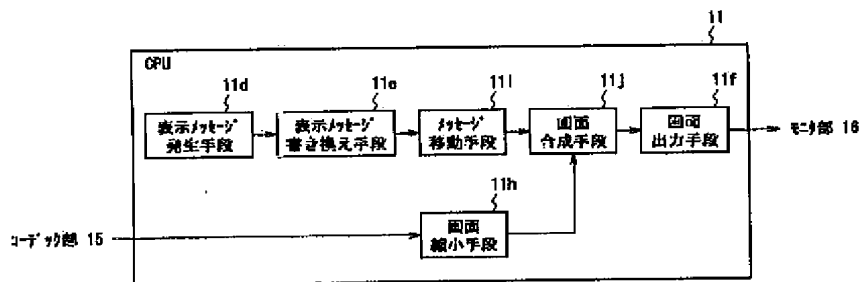 11
CPU
11d
11e
11i
11j
11f
表示メッセージ
発生手段
表示メッセージ
書き換え手段
メッセージ
移動手段
画面
合成手段
画面
出力手段
モニタ部 16
11h
画面
縮小手段
コーデック部 15